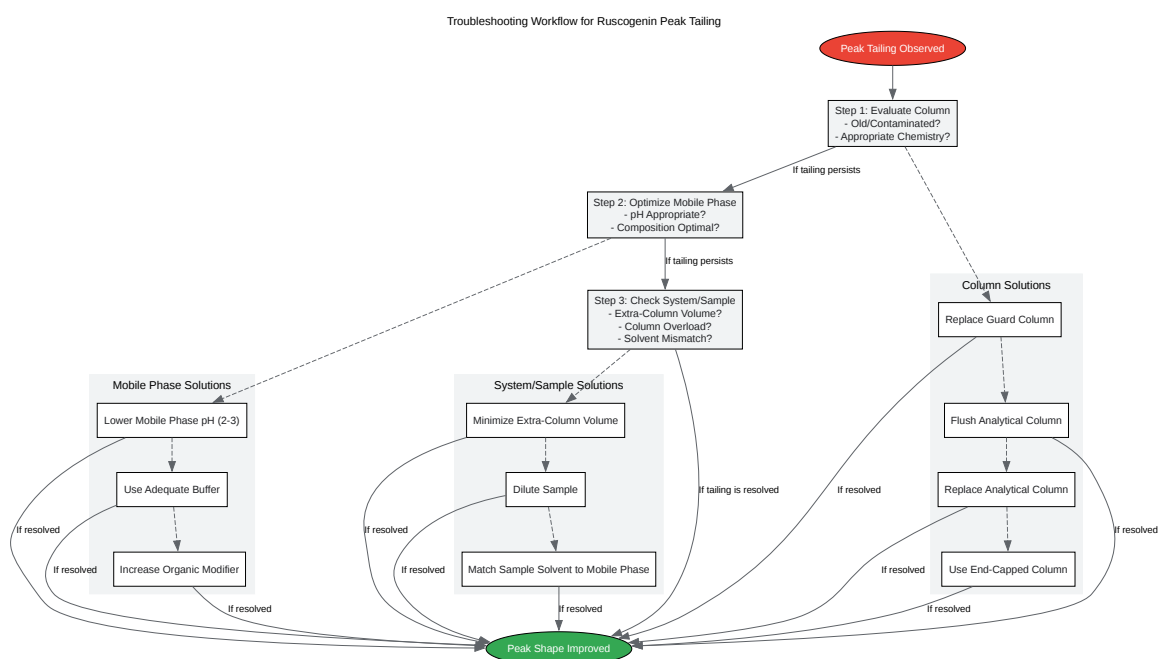 Troubleshooting Workflow for Ruscogenin Peak Tailing
Peak Tailing Observed
Step 1: Evaluate Column
- Old/Contaminated?
- Appropriate Chemistry?
If tailing persists
Step 2: Optimize Mobile Phase
- pH Appropriate?
- Composition Optimal?
If tailing persists
Step 3: Check System/Sample
- Extra-Column Volume?
- Column Overload?
- Solvent Mismatch?
Mobile Phase Solutions
Lower Mobile Phase pH (2-3)
Use Adequate Buffer
If resolved
If resolved
Increase Organic Modifier
If resolved
System/Sample Solutions
Minimize Extra-Column Volume
Dilute Sample
If tailing is resolved
If resolved
If resolved
Match Sample Solvent to Mobile Phase
If resolved
Column Solutions
Replace Guard Column
Flush Analytical Column
If resolved
Replace Analytical Column
If resolved
If resolved
Use End-Capped Column
If resolved
Peak Shape Improved